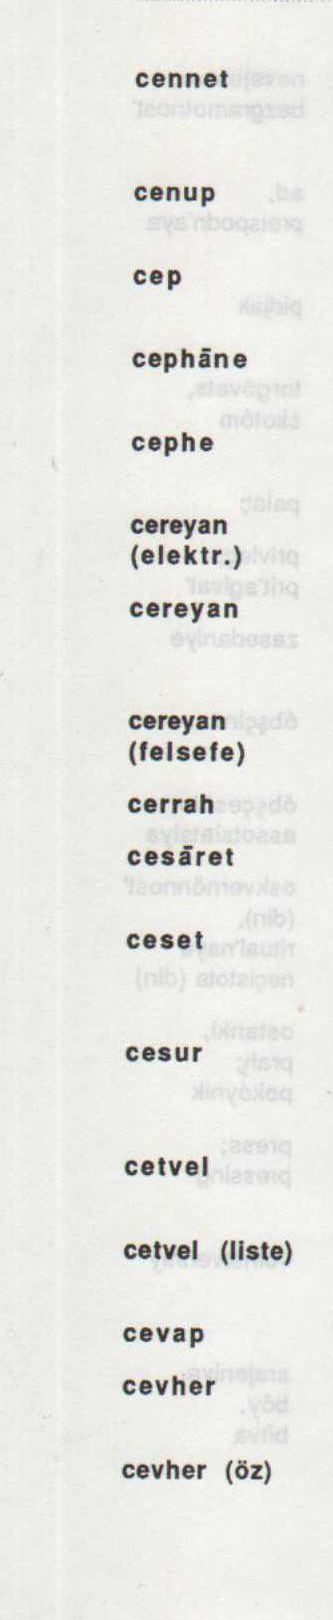 cennet
cenup
cep
cephāne
cephe
cereyan
(elektr.)
cereyan
cereyan
(felsefe)
cerrah
cesāret
ceset
cesur
cetvel
cetvel (liste)
cevap
cevher
cevher (öz)